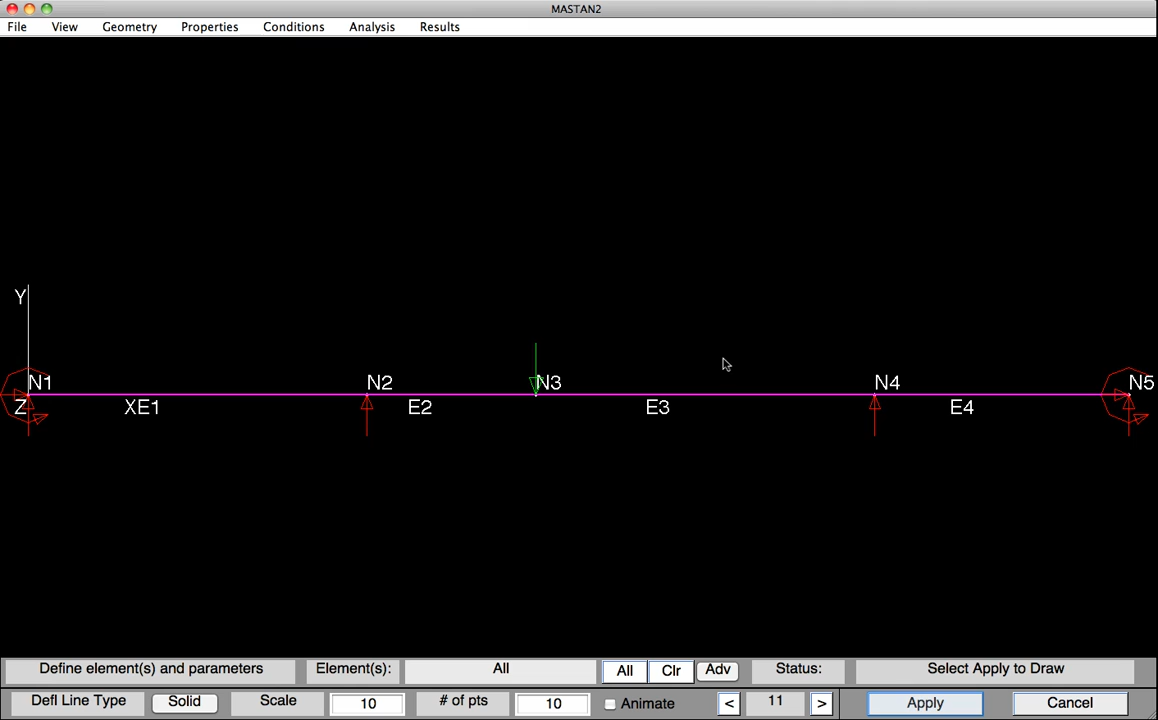 MASTAN2
File View Geometry Properties Conditions Analysis Results
Y
N1 N2 N3 N4 N5
Z XE1 E2 E3 E4
Define element(s) and parameters Element(s): All All Clr Adv Status: Select Apply to Draw
Defl Line Type Solid Scale 10 # of pts 10 Animate < 11 > Apply Cancel